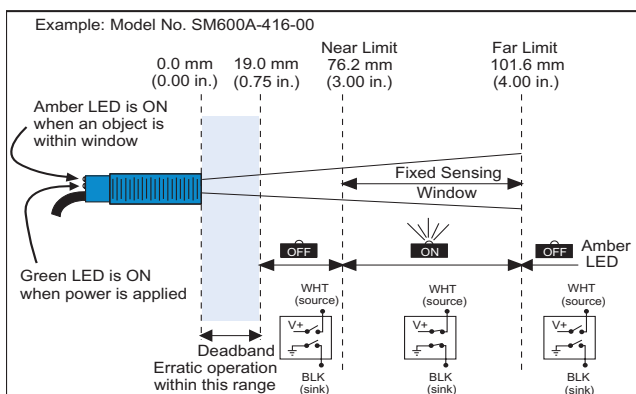 Example: Model No. SM600A-416-00
0.0 mm
(0.00 in.)
19.0 mm
(0.75 in.)
Near Limit
76.2 mm
(3.00 in.)
Far Limit
101.6 mm
(4.00 in.)
Amber LED is ON
when an object is
within window
Fixed Sensing
Window
Green LED is ON
when power is applied
OFF
ON
OFF
Amber
LED
Deadband
Erratic operation
within this range
WHT
(source)
V+
BLK
(sink)
WHT
(source)
V+
BLK
(sink)
WHT
(source)
V+
BLK
(sink)